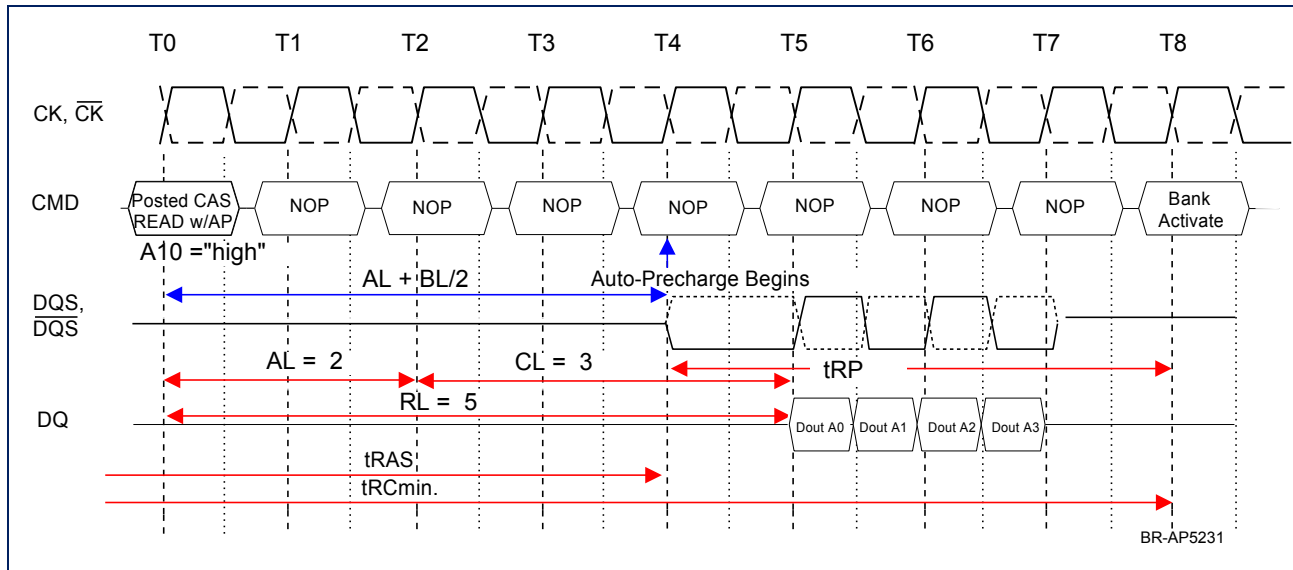 T0 T1 T2 T3 T4 T5 T6 T7 T8
CK, CK
CMD
Posted CAS
READ w/AP
NOP NOP NOP NOP NOP NOP NOP
Bank
Activate
A10 ="high"
AL + BL/2
Auto-Precharge Begins
DQS,
DQS
AL = 2
CL = 3
tRP
RL = 5
DQ
Dout A0 Dout A1 Dout A2 Dout A3
tRAS
tRCmin.
BR-AP5231